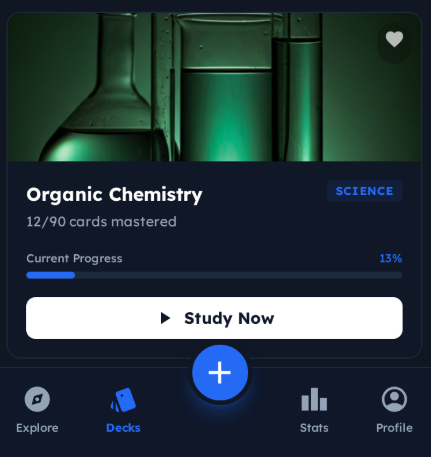 Organic Chemistry
SCIENCE
12/90 cards mastered
Current Progress
13%
Study Now
Explore
Decks
Stats
Profile